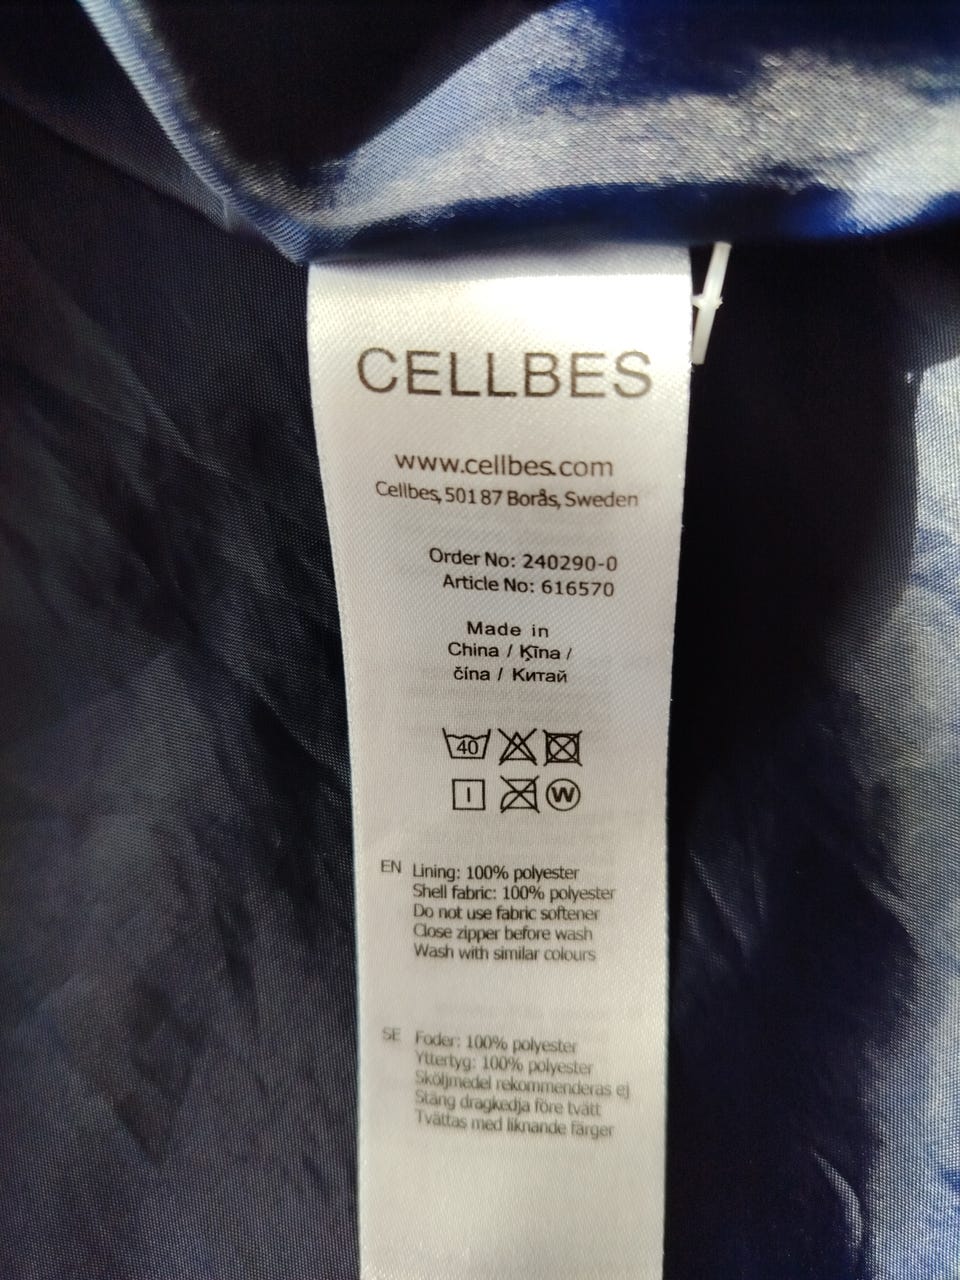 CELLBES
www.cellbes.com
Cellbes, 501 87 Borås, Sweden
Order No: 240290-0
Article No: 616570
Made in
China / Ķīna /
čína / Китай
40
I
W
EN Lining: 100% polyester
Shell fabric: 100% polyester
Do not use fabric softener
Close zipper before wash
Wash with similar colours
SE Foder: 100% polyester
Yttertyg: 100% polyester
Sköljmedel rekommenderas ej
Stäng dragkedja före tvätt
Tvättas med liknande färger